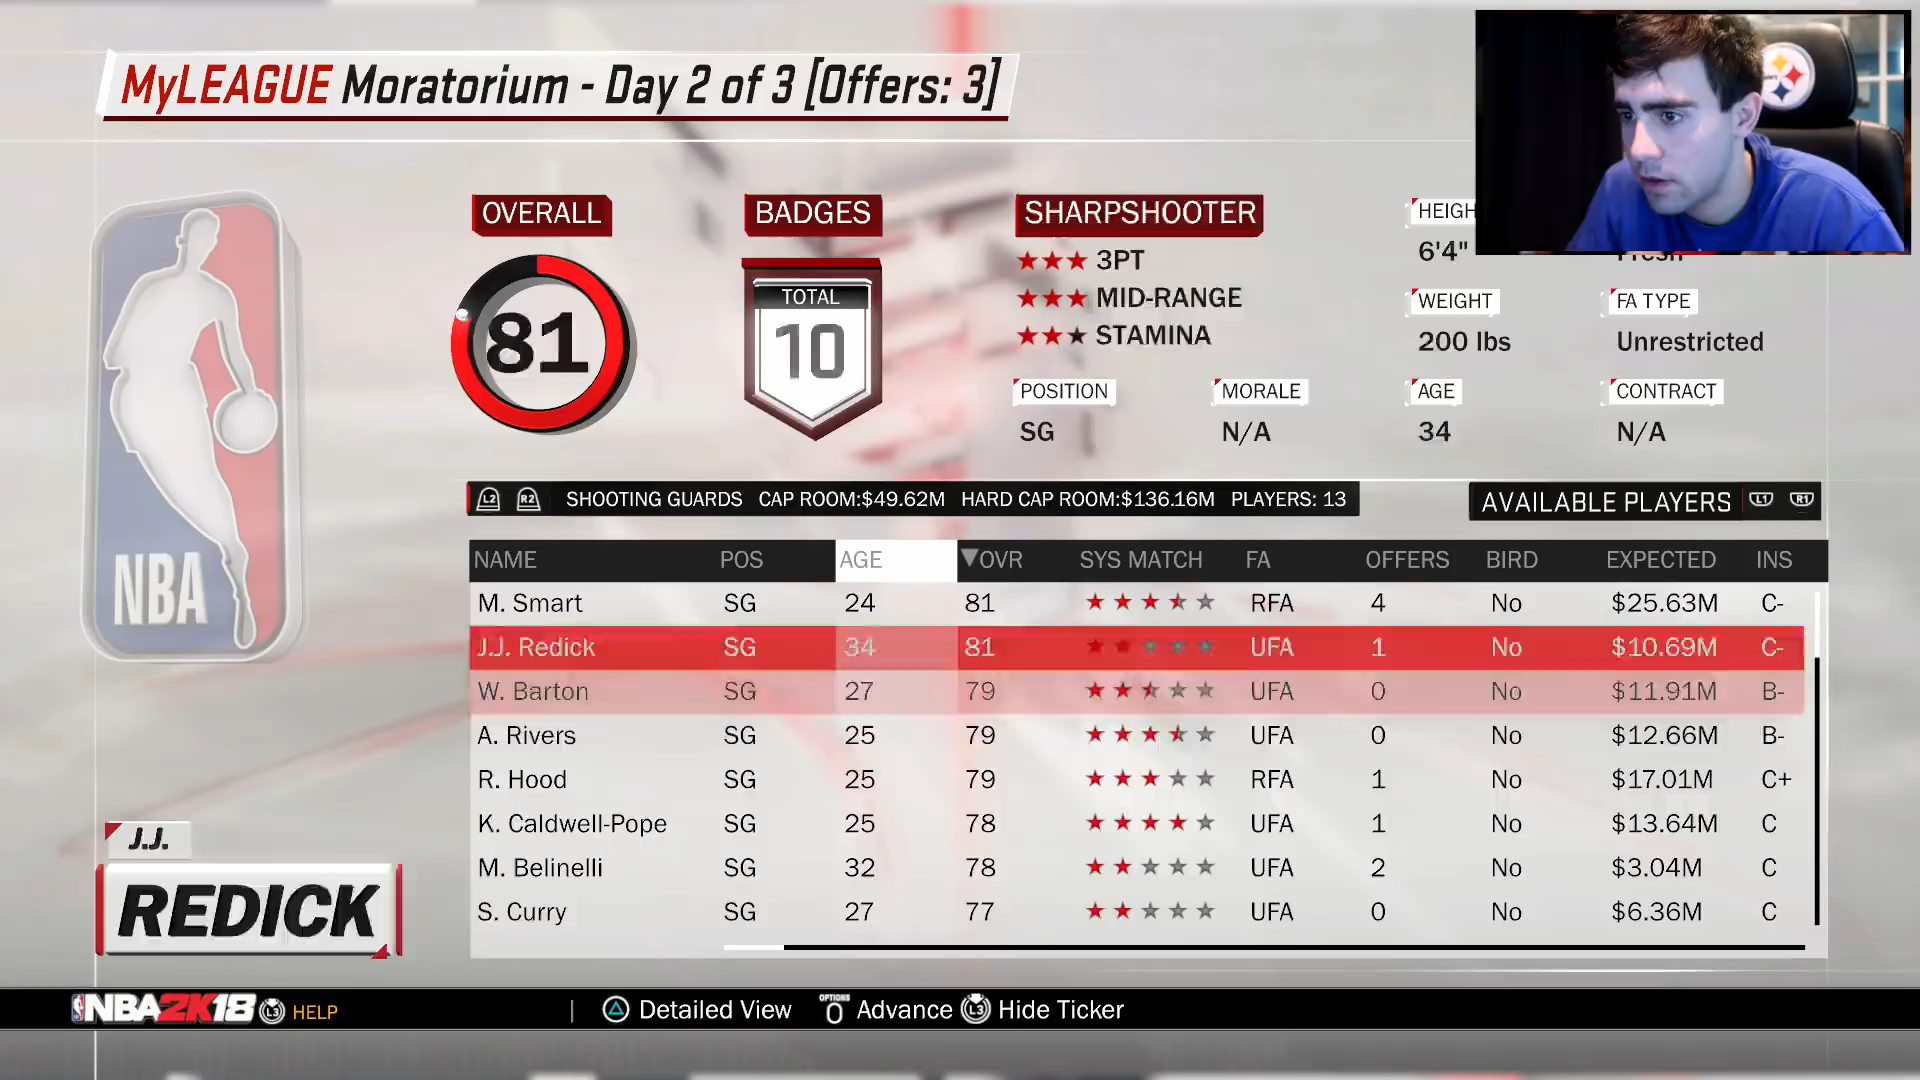 MyLEAGUE Moratorium - Day 2 of 3 [Offers: 3]
OVERALL
81
BADGES
TOTAL
10
SHARPSHOOTER
3PT
MID-RANGE
STAMINA
POSITION
SG
MORALE
N/A
HEIGH
6'4"
WEIGHT
200 lbs
AGE
34
FA TYPE
Unrestricted
CONTRACT
N/A
NBA
J.J.
REDICK
L2 R2 SHOOTING GUARDS CAP ROOM:$49.62M HARD CAP ROOM:$136.16M PLAYERS: 13
AVAILABLE PLAYERS L1 R1
NAME POS AGE OVR SYS MATCH FA OFFERS BIRD EXPECTED INS
M. Smart SG 24 81 RFA 4 No $25.63M C-
J.J. Redick SG 34 81 UFA 1 No $10.69M C-
W. Barton SG 27 79 UFA 0 No $11.91M B-
A. Rivers SG 25 79 UFA 0 No $12.66M B-
R. Hood SG 25 79 RFA 1 No $17.01M C+
K. Caldwell-Pope SG 25 78 UFA 1 No $13.64M C
M. Belinelli SG 32 78 UFA 2 No $3.04M C
S. Curry SG 27 77 UFA 0 No $6.36M C
NBA2K18 L3 HELP | Detailed View OPTIONS Advance L3 Hide Ticker